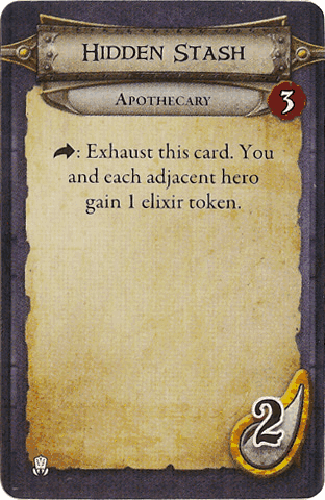 Hidden Stash
Apothecary
3
: Exhaust this card. You
and each adjacent hero
gain 1 elixir token.
2